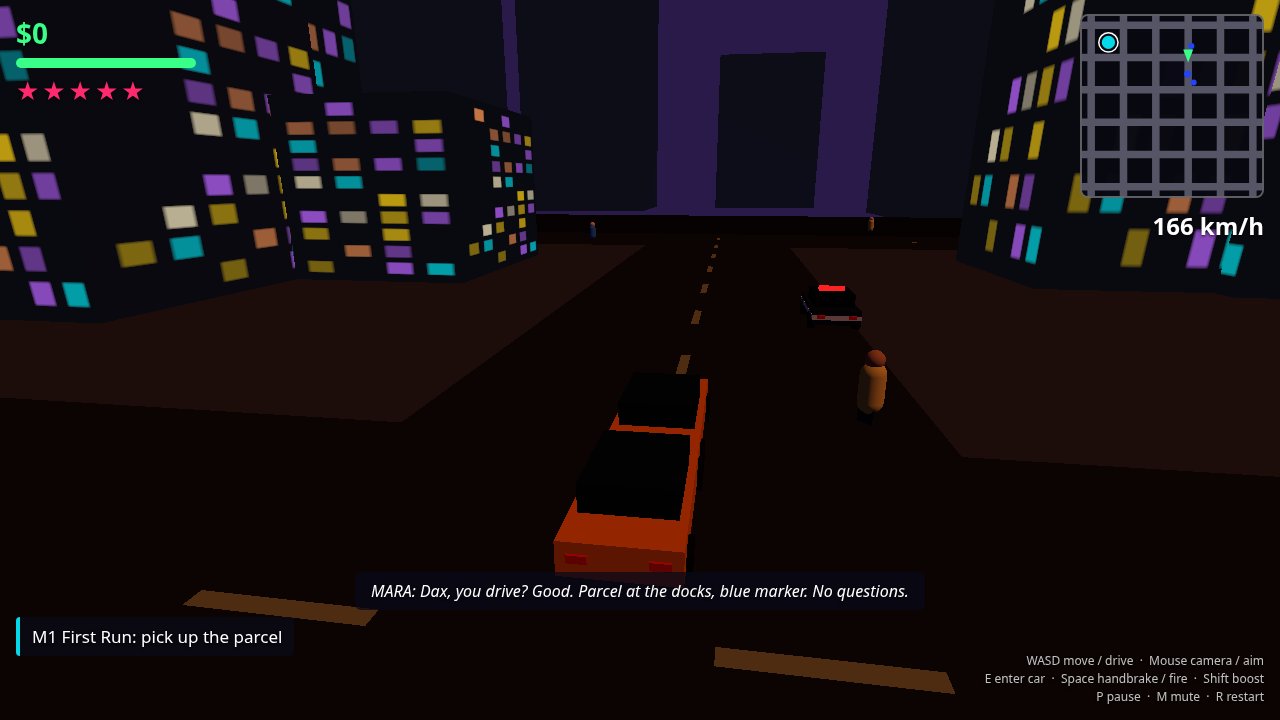 $0
★ ★ ★ ★ ★
166 km/h
MARA: Dax, you drive? Good. Parcel at the docks, blue marker. No questions.
M1 First Run: pick up the parcel
WASD move / drive · Mouse camera / aim
E enter car · Space handbrake / fire · Shift boost
P pause · M mute · R restart